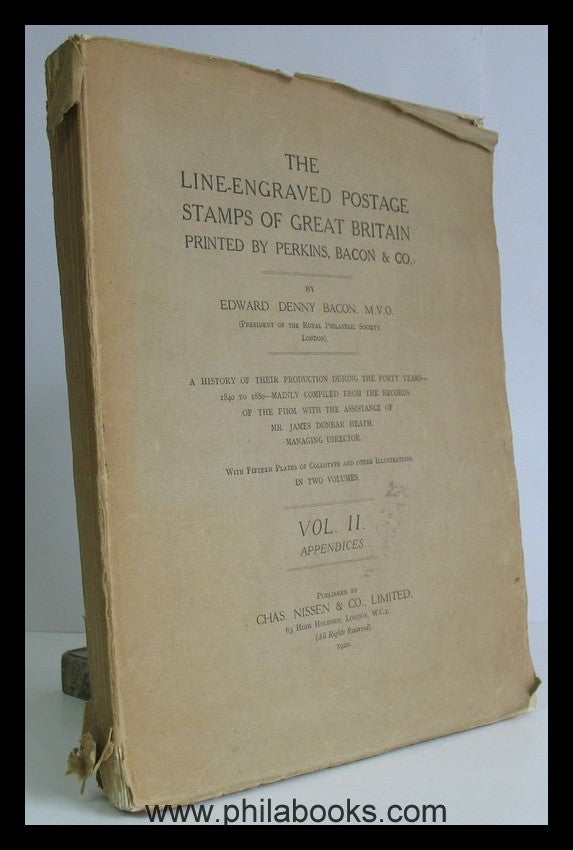 THE
LINE-ENGRAVED POSTAGE
STAMPS OF GREAT BRITAIN
PRINTED BY PERKINS, BACON & CO.
BY
EDWARD DENNY BACON, M.V.O.
(President of the Royal Philatelic Society,
London)
A HISTORY OF THEIR PRODUCTION DURING THE FORTY YEARS—
1840 TO 1880—MAINLY COMPILED FROM THE RECORDS
OF THE FIRM, WITH THE ASSISTANCE OF
MR. JAMES DUNBAR HEATH,
MANAGING DIRECTOR.
With Fifteen Plates of Collotype and other Illustrations.
IN TWO VOLUMES
VOL. II.
APPENDICES
Published by
CHAS. NISSEN & CO., LIMITED,
63 High Holborn, London, W.C.1.
(All Rights Reserved).
1920.
www.philabooks.com